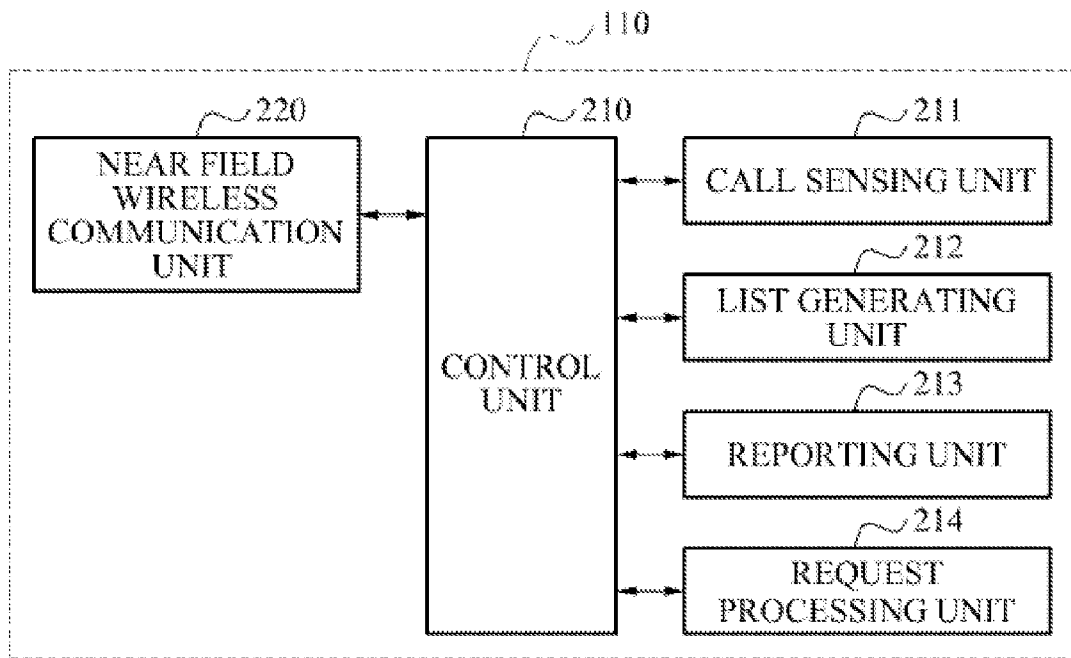 110
220
NEAR FIELD
WIRELESS
COMMUNICATION
UNIT
210
CONTROL
UNIT
211
CALL SENSING UNIT
212
LIST GENERATING
UNIT
213
REPORTING UNIT
214
REQUEST
PROCESSING UNIT